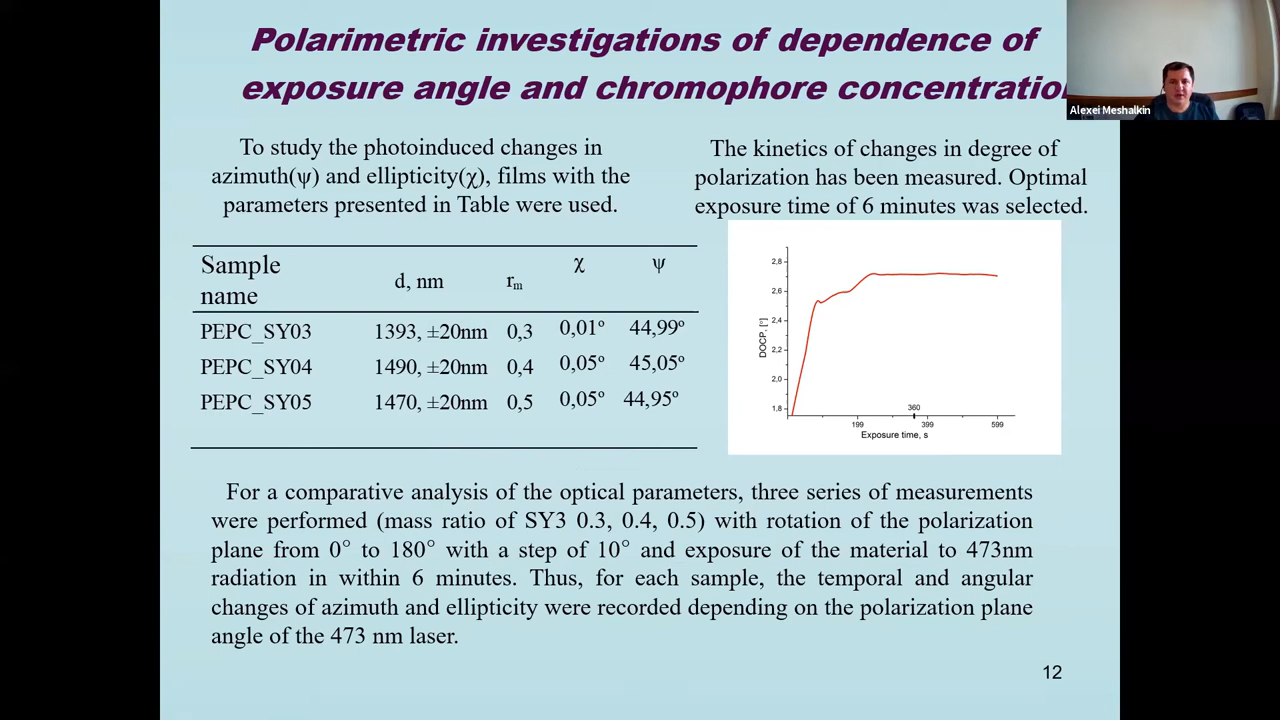 Polarimetric investigations of dependence of
exposure angle and chromophore concentratio
Alexei Meshalkin
To study the photoinduced changes in
azimuth(ψ) and ellipticity(χ), films with the
parameters presented in Table were used.
The kinetics of changes in degree of
polarization has been measured. Optimal
exposure time of 6 minutes was selected.
Sample name d, nm rm χ ψ
PEPC_SY03 1393, ±20nm 0,3 0,01º 44,99º
PEPC_SY04 1490, ±20nm 0,4 0,05º 45,05º
PEPC_SY05 1470, ±20nm 0,5 0,05º 44,95º
2,8
2,6
2,4
2,2
2,0
1,8
DOCP, [°]
360
199 399 599
Exposure time, s
For a comparative analysis of the optical parameters, three series of measurements
were performed (mass ratio of SY3 0.3, 0.4, 0.5) with rotation of the polarization
plane from 0° to 180° with a step of 10° and exposure of the material to 473nm
radiation in within 6 minutes. Thus, for each sample, the temporal and angular
changes of azimuth and ellipticity were recorded depending on the polarization plane
angle of the 473 nm laser.
12